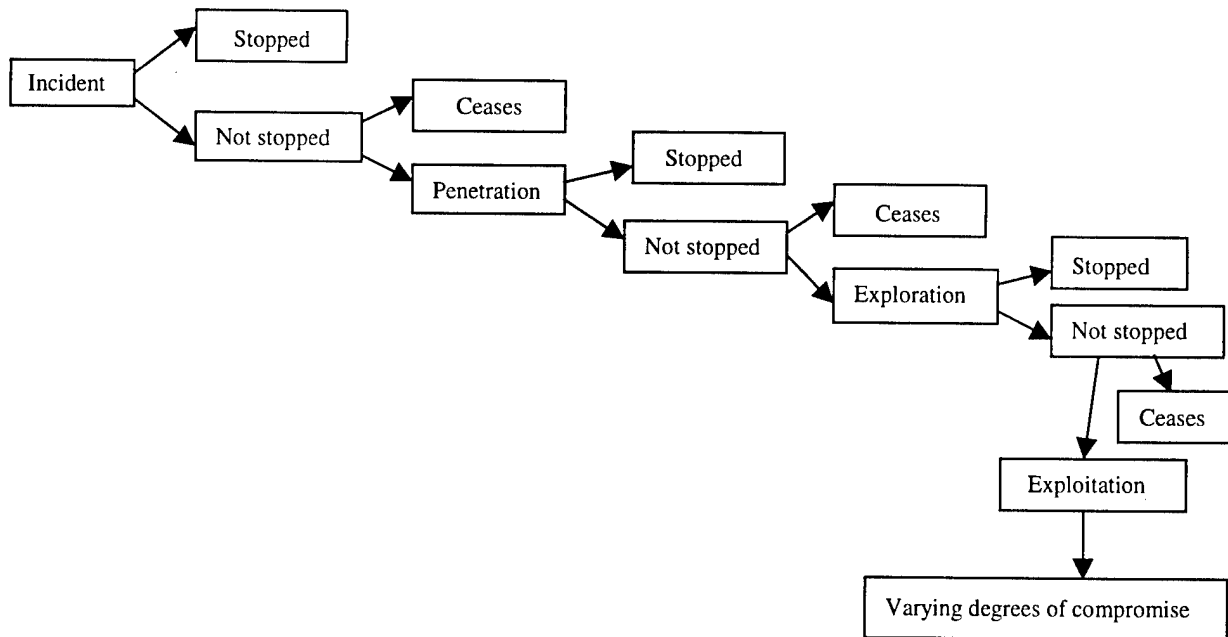 Stopped
Incident
Ceases
Not stopped
Stopped
Penetration
Ceases
Not stopped
Stopped
Exploration
Not stopped
Ceases
Exploitation
Varying degrees of compromise